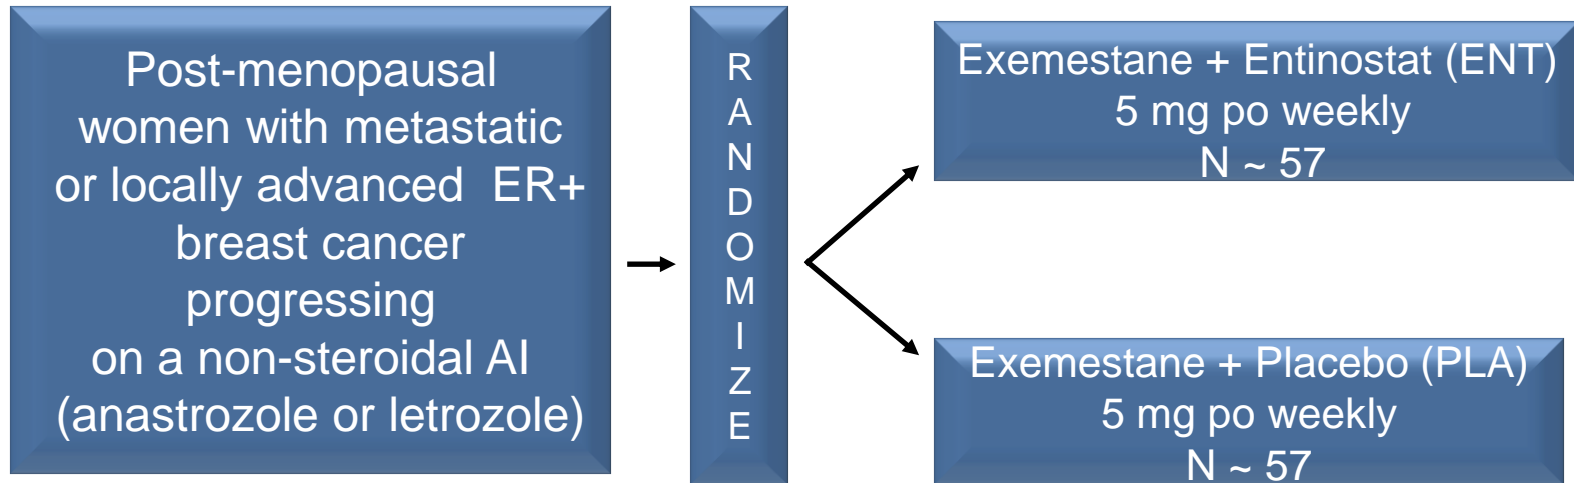 Post-menopausal
women with metastatic
or locally advanced ER+
breast cancer
progressing
on a non-steroidal AI
(anastrozole or letrozole)
R
A
N
D
O
M
I
Z
E
Exemestane + Entinostat (ENT)
5 mg po weekly
N ~ 57
Exemestane + Placebo (PLA)
5 mg po weekly
N ~ 57